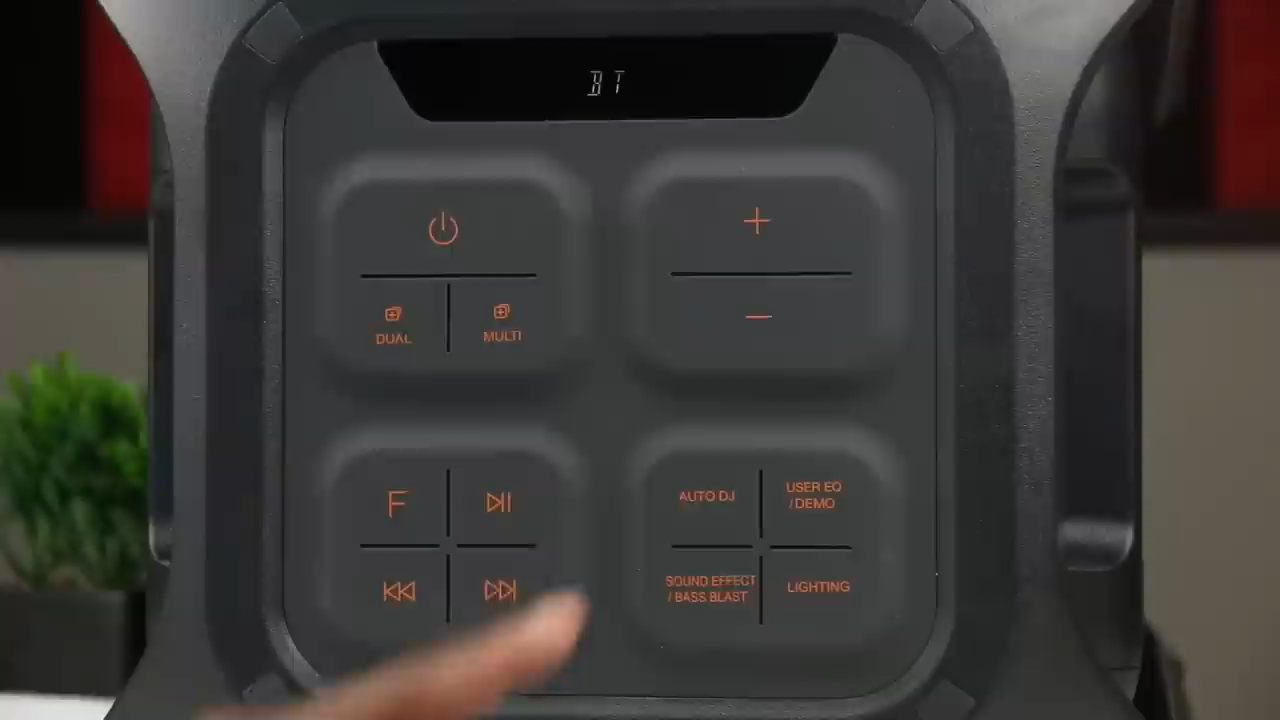 BT
DUAL
MULTI
+
−
F
AUTO DJ
USER EQ
/DEMO
SOUND EFFECT
/ BASS BLAST
LIGHTING